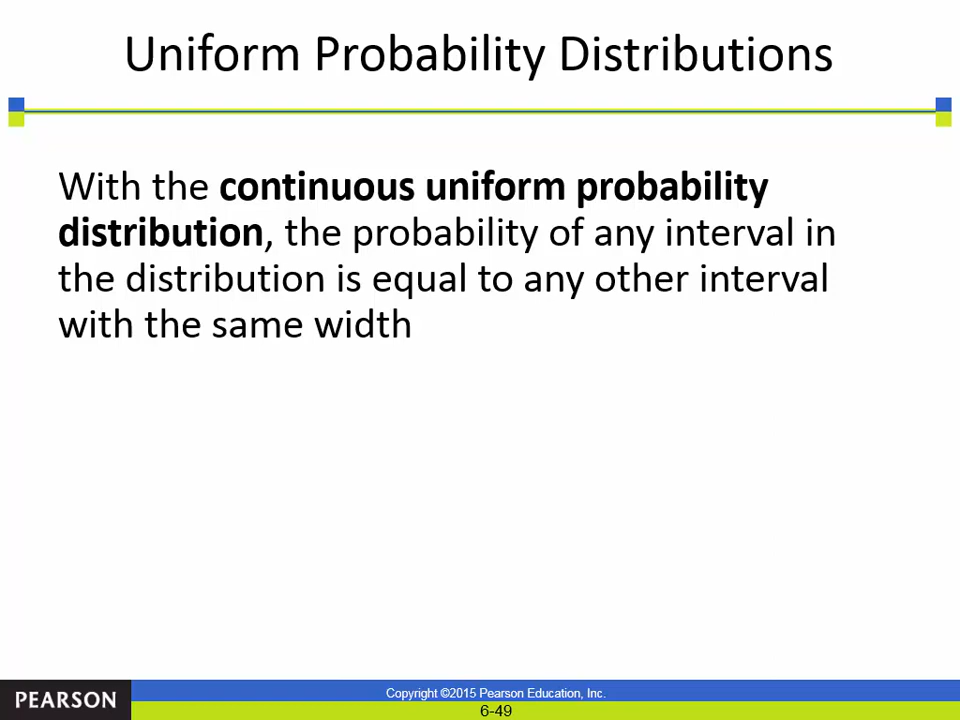 Uniform Probability Distributions
With the continuous uniform probability
distribution, the probability of any interval in
the distribution is equal to any other interval
with the same width
PEARSON
Copyright ©2015 Pearson Education, Inc.
6-49